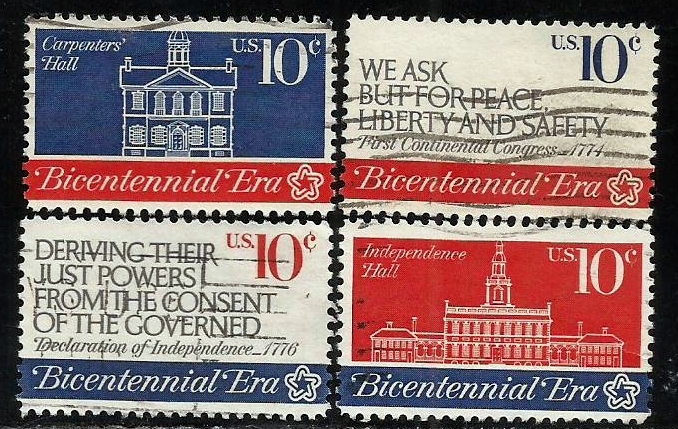 Carpenters'
Hall
U.S. 10c
Bicentennial Era
U.S. 10c
WE ASK
BUT FOR PEACE,
LIBERTY AND SAFETY
First Continental Congress—1774
Bicentennial Era
U.S. 10c
DERIVING THEIR
JUST POWERS
FROM THE CONSENT
OF THE GOVERNED
Declaration of Independence—1776
Bicentennial Era
Independence
Hall
U.S. 10c
Bicentennial Era